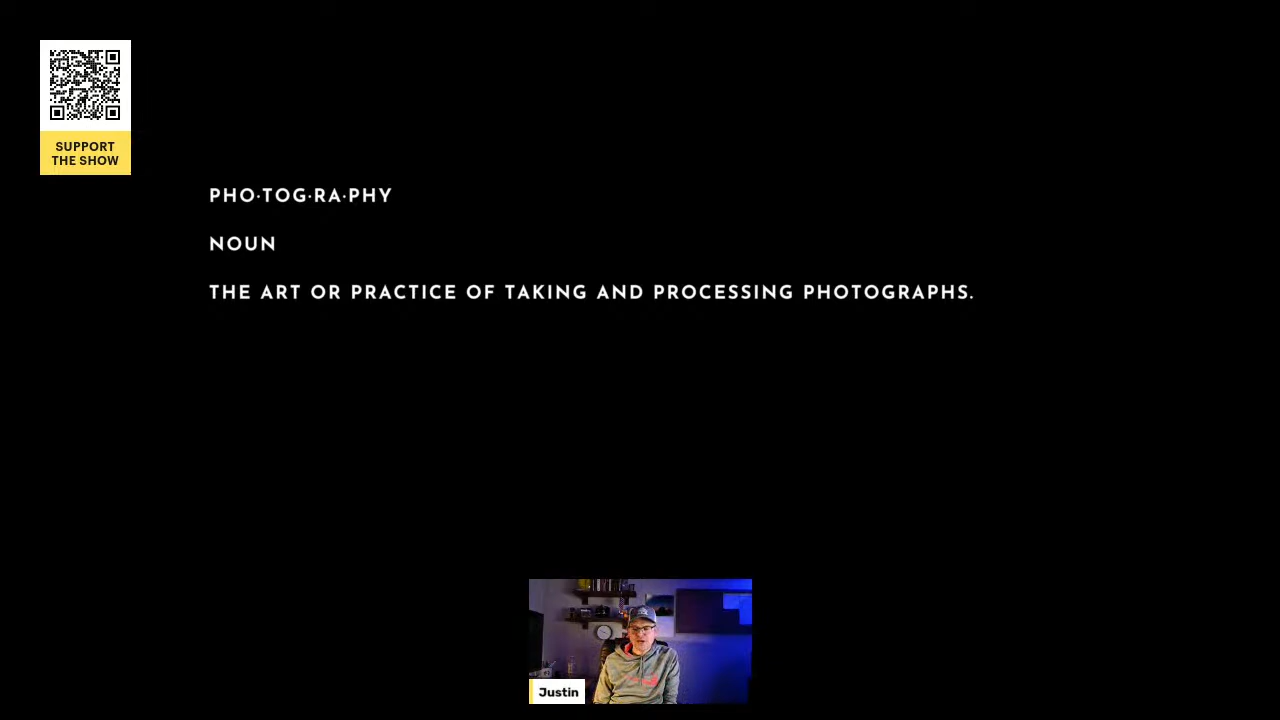 SUPPORT
THE SHOW
PHO·TOG·RA·PHY
NOUN
THE ART OR PRACTICE OF TAKING AND PROCESSING PHOTOGRAPHS.
Justin